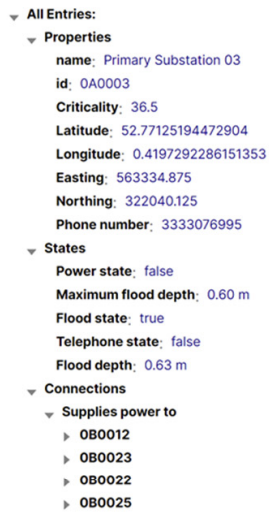 All Entries:
Properties
name: Primary Substation 03
id: 0A0003
Criticality: 36.5
Latitude: 52.77125194472904
Longitude: 0.4197292286151353
Easting: 563334.875
Northing: 322040.125
Phone number: 3333076995
States
Power state: false
Maximum flood depth: 0.60 m
Flood state: true
Telephone state: false
Flood depth: 0.63 m
Connections
Supplies power to
0B0012
0B0023
0B0022
0B0025